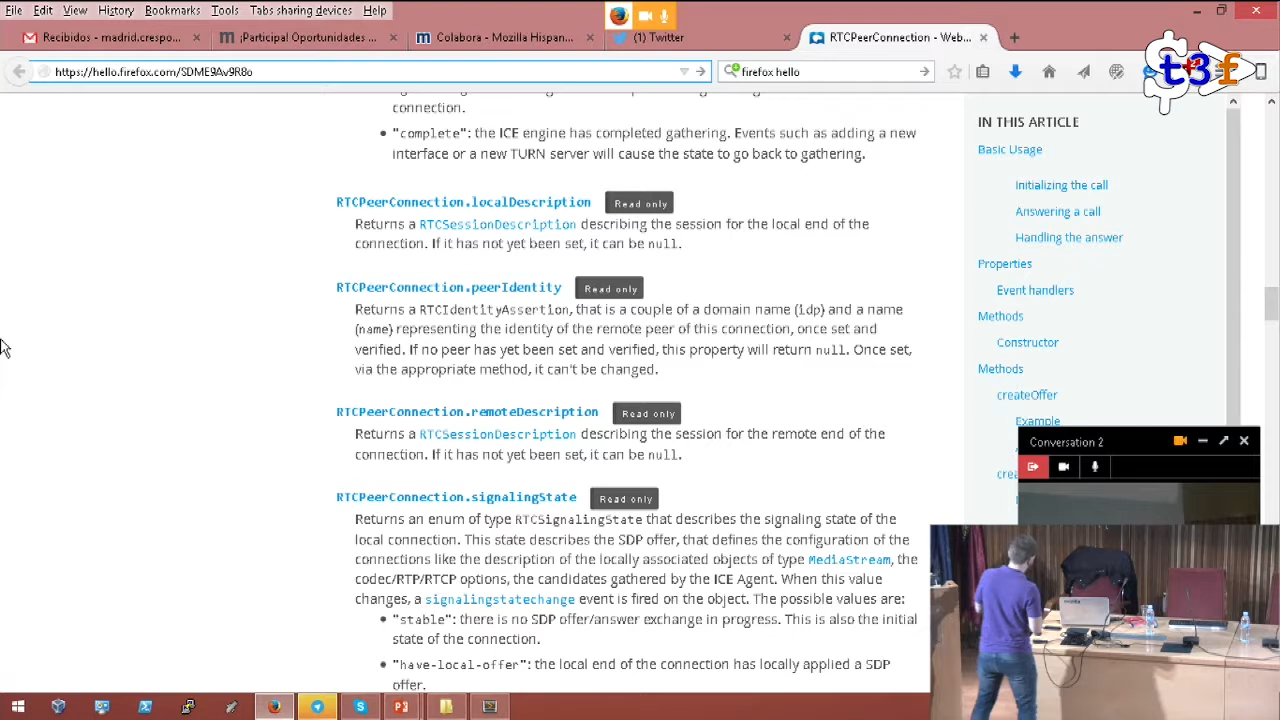 File Edit View History Bookmarks Tools Tabs sharing devices Help
Recibidos - madrid.crespo...
¡Participa! Oportunidades ...
Colabora - Mozilla Hispan...
(1) Twitter
RTCPeerConnection - Web...
https://hello.firefox.com/SDME9Av9R8o
firefox hello
t3f
connection.
"complete": the ICE engine has completed gathering. Events such as adding a new
interface or a new TURN server will cause the state to go back to gathering.
RTCPeerConnection.localDescription Read only
Returns a RTCSessionDescription describing the session for the local end of the
connection. If it has not yet been set, it can be null.
RTCPeerConnection.peerIdentity Read only
Returns a RTCIdentityAssertion, that is a couple of a domain name (idp) and a name
(name) representing the identity of the remote peer of this connection, once set and
verified. If no peer has yet been set and verified, this property will return null. Once set,
via the appropriate method, it can't be changed.
RTCPeerConnection.remoteDescription Read only
Returns a RTCSessionDescription describing the session for the remote end of the
connection. If it has not yet been set, it can be null.
RTCPeerConnection.signalingState Read only
Returns an enum of type RTCSignalingState that describes the signaling state of the
local connection. This state describes the SDP offer, that defines the configuration of the
connections like the description of the locally associated objects of type MediaStream, the
codec/RTP/RTCP options, the candidates gathered by the ICE Agent. When this value
changes, a signalingstatechange event is fired on the object. The possible values are:
"stable": there is no SDP offer/answer exchange in progress. This is also the initial
state of the connection.
"have-local-offer": the local end of the connection has locally applied a SDP
offer.
IN THIS ARTICLE
Basic Usage
Initializing the call
Answering a call
Handling the answer
Properties
Event handlers
Methods
Constructor
Methods
createOffer
Example
Conversation 2